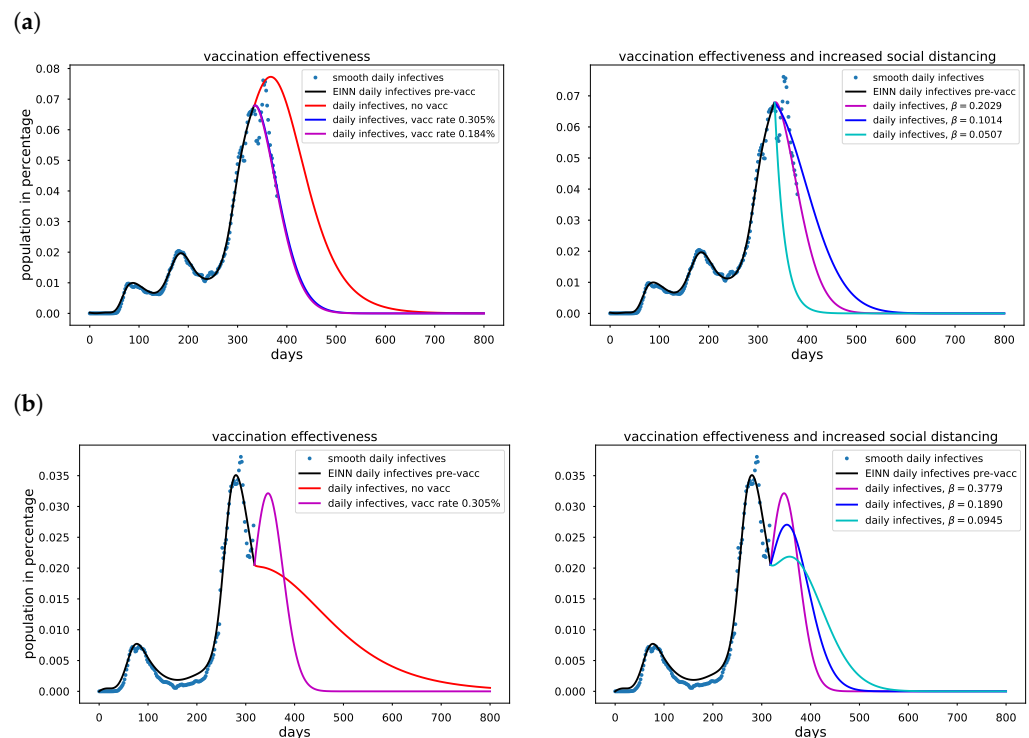 (a)
vaccination effectiveness
population in percentage
0.08
0.07
0.06
0.05
0.04
0.03
0.02
0.01
0.00
smooth daily infectives
EINN daily infectives pre-vacc
daily infectives, no vacc
daily infectives, vacc rate 0.305%
daily infectives, vacc rate 0.184%
0 100 200 300 400 500 600 700 800
days
vaccination effectiveness and increased social distancing
0.07
0.06
0.05
0.04
0.03
0.02
0.01
0.00
smooth daily infectives
EINN daily infectives pre-vacc
daily infectives, β = 0.2029
daily infectives, β = 0.1014
daily infectives, β = 0.0507
0 100 200 300 400 500 600 700 800
days
(b)
vaccination effectiveness
population in percentage
0.035
0.030
0.025
0.020
0.015
0.010
0.005
0.000
smooth daily infectives
EINN daily infectives pre-vacc
daily infectives, no vacc
daily infectives, vacc rate 0.305%
0 100 200 300 400 500 600 700 800
days
vaccination effectiveness and increased social distancing
0.035
0.030
0.025
0.020
0.015
0.010
0.005
0.000
smooth daily infectives
EINN daily infectives pre-vacc
daily infectives, β = 0.3779
daily infectives, β = 0.1890
daily infectives, β = 0.0945
0 100 200 300 400 500 600 700 800
days